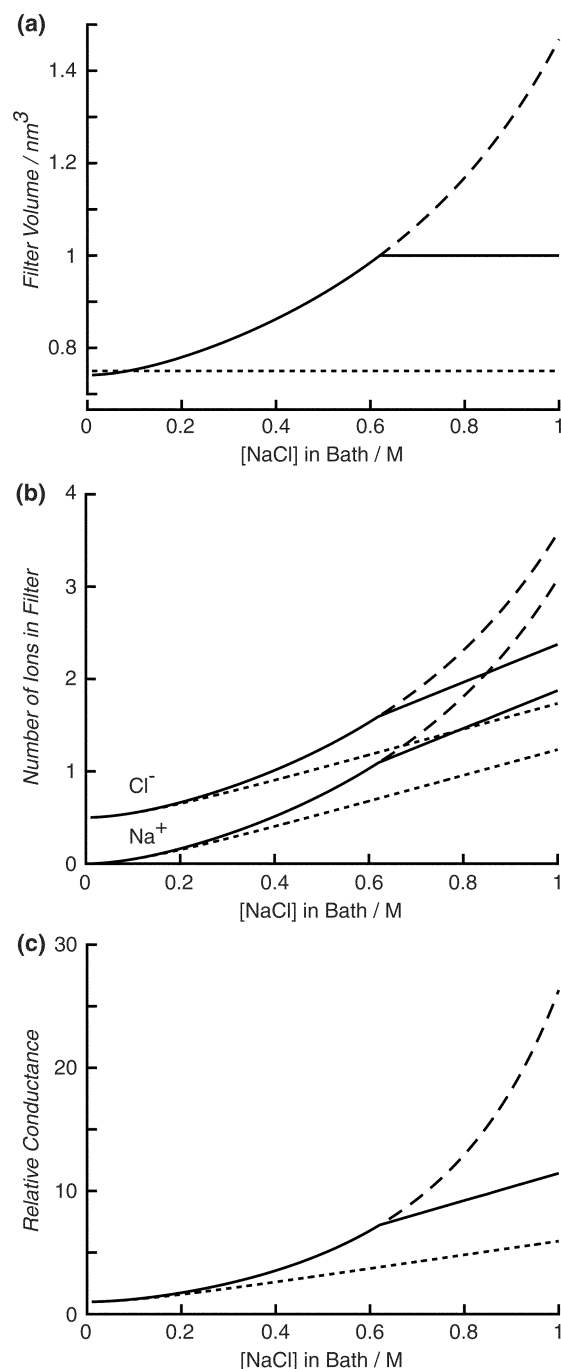 (a)
Filter Volume / nm³
1.4
1.2
1
0.8
0 0.2 0.4 0.6 0.8 1
[NaCl] in Bath / M
(b)
Number of Ions in Filter
4
3
2
1
0
Cl⁻
Na⁺
0 0.2 0.4 0.6 0.8 1
[NaCl] in Bath / M
(c)
Relative Conductance
30
20
10
0
0 0.2 0.4 0.6 0.8 1
[NaCl] in Bath / M